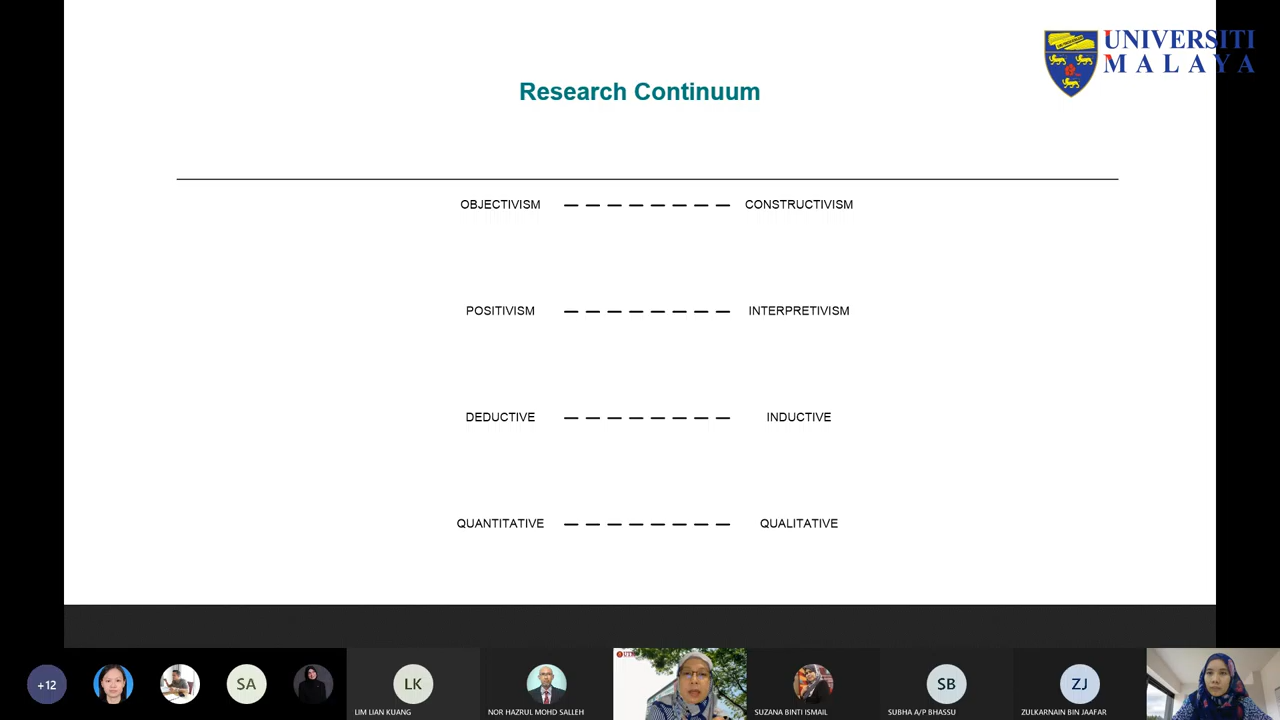 UNIVERSITI
MALAYA
Research Continuum
OBJECTIVISM CONSTRUCTIVISM
POSITIVISM INTERPRETIVISM
DEDUCTIVE INDUCTIVE
QUANTITATIVE QUALITATIVE
+12
SA
LK
SB
ZJ
LIM LIAN KUANG
NOR HAZRUL MOHD SALLEH
SUZANA BINTI ISMAIL
SUBHA A/P BHASSU
ZULKARNAIN BIN JAAFAR